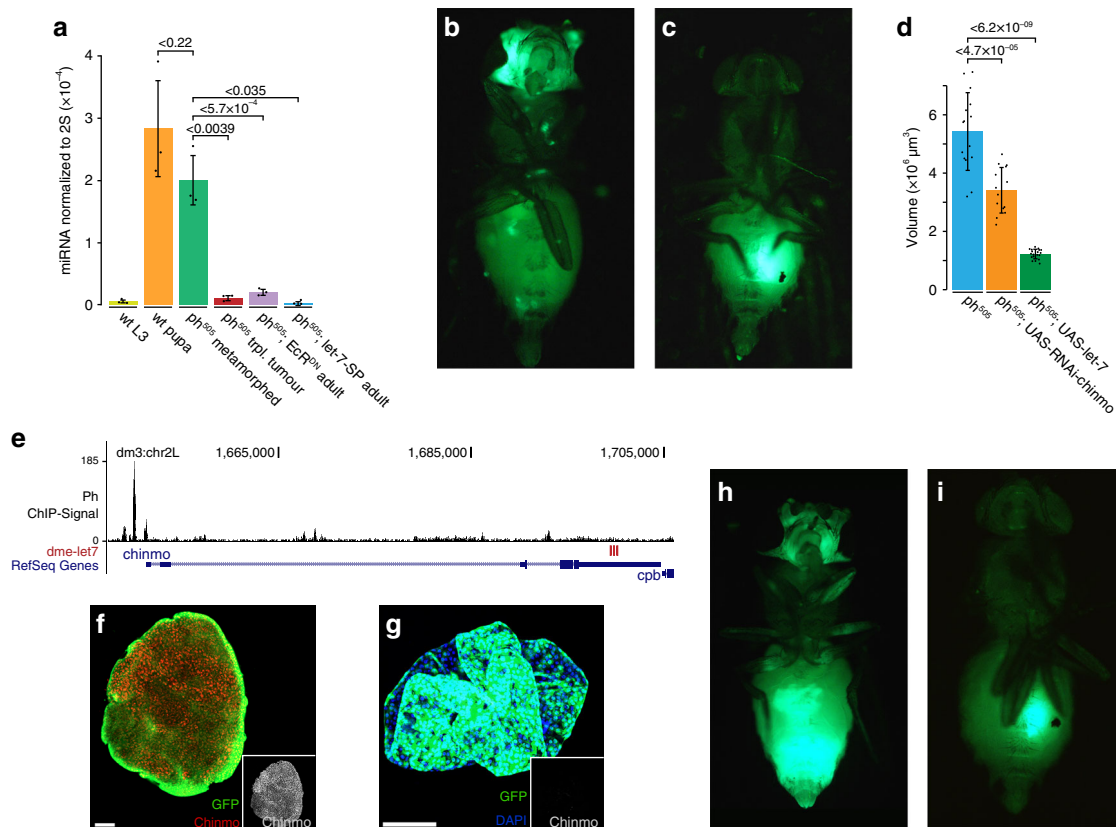 a
miRNA normalized to 2S (×10⁻⁴)
4
3
2
1
0
<0.22
<0.035
<5.7×10⁻⁴
<0.0039
wt L3
wt pupa
ph⁵⁰⁵ metamorphed
ph⁵⁰⁵ trpl. tumour
ph⁵⁰⁵; EcRᴰᴺ adult
ph⁵⁰⁵; let-7-SP adult
b
c
d
<6.2×10⁻⁰⁹
<4.7×10⁻⁰⁵
Volume (×10⁶ µm³)
6
4
2
0
ph⁵⁰⁵
ph⁵⁰⁵; UAS-RNAi-chinmo
ph⁵⁰⁵; UAS-let-7
e
dm3:chr2L
1,665,000
1,685,000
1,705,000
185
Ph
ChIP-Signal
0
dme-let7
chinmo
RefSeq Genes
cpb
f
GFP
Chinmo
Chinmo
g
GFP
DAPI
Chinmo
h
i